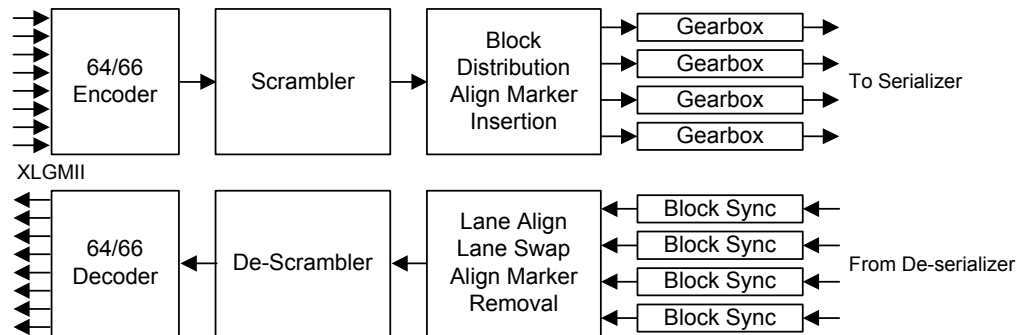 64/66
Encoder
Scrambler
Block
Distribution
Align Marker
Insertion
Gearbox
Gearbox
Gearbox
Gearbox
To Serializer
XLGMII
64/66
Decoder
De-Scrambler
Lane Align
Lane Swap
Align Marker
Removal
Block Sync
Block Sync
Block Sync
Block Sync
From De-serializer